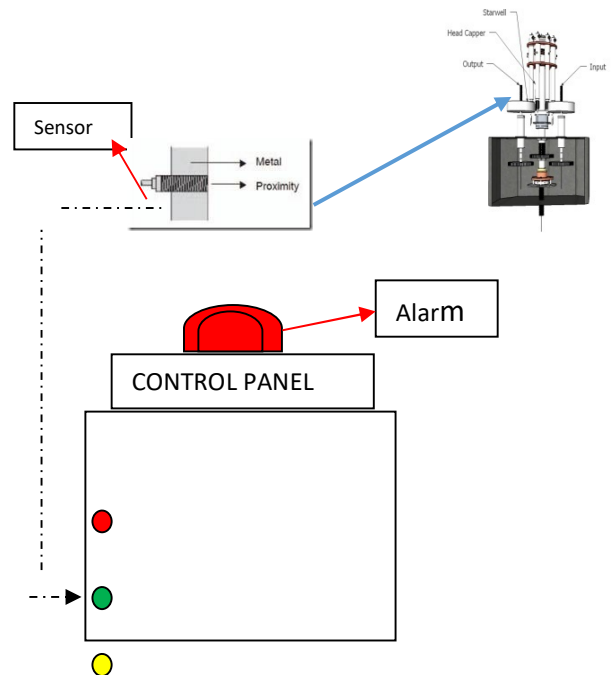 Starwell
Head Capper
Output
Input
Sensor
Metal
Proximity
Alarm
CONTROL PANEL